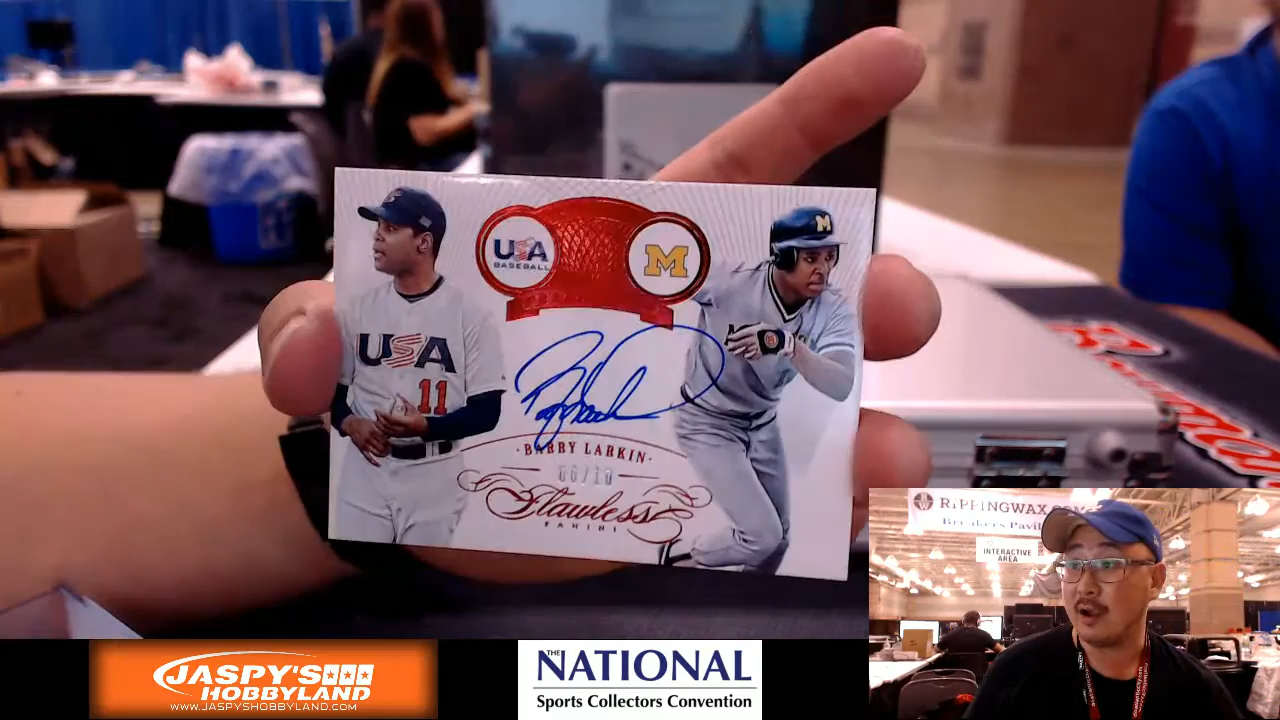 USA
BASEBALL
M
M
USA
11
BARRY LARKIN
Flawless
PANINI
RIPPINGWAX.COM
Breakers Pavil
INTERACTIVE
AREA
JASPY'S
HOBBYLAND
WWW.JASPYSHOBBYLAND.COM
THE NATIONAL
Sports Collectors Convention